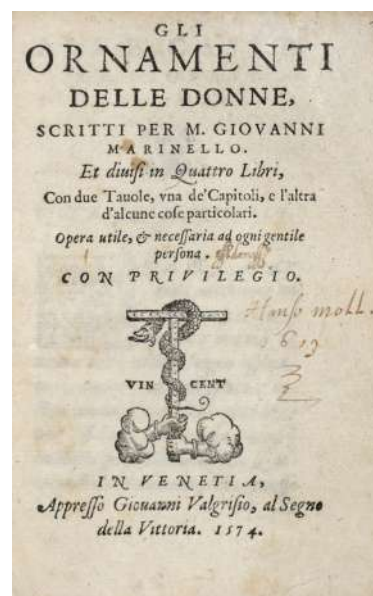 GLI
ORNAMENTI
DELLE DONNE,
SCRITTI PER M. GIOVANNI
MARINELLO.
Et diuiſi in Quattro Libri,
Con due Tauole, vna de'Capitoli, e l'altra
d'alcune coſe particolari.
Opera utile, & neceſſaria ad ogni gentile
perſona.
CON PRIVILEGIO.
VIN CENT
IN VENETIA,
Appreſſo Giouanni Valgriſio, al Segno
della Vittoria. 1574.